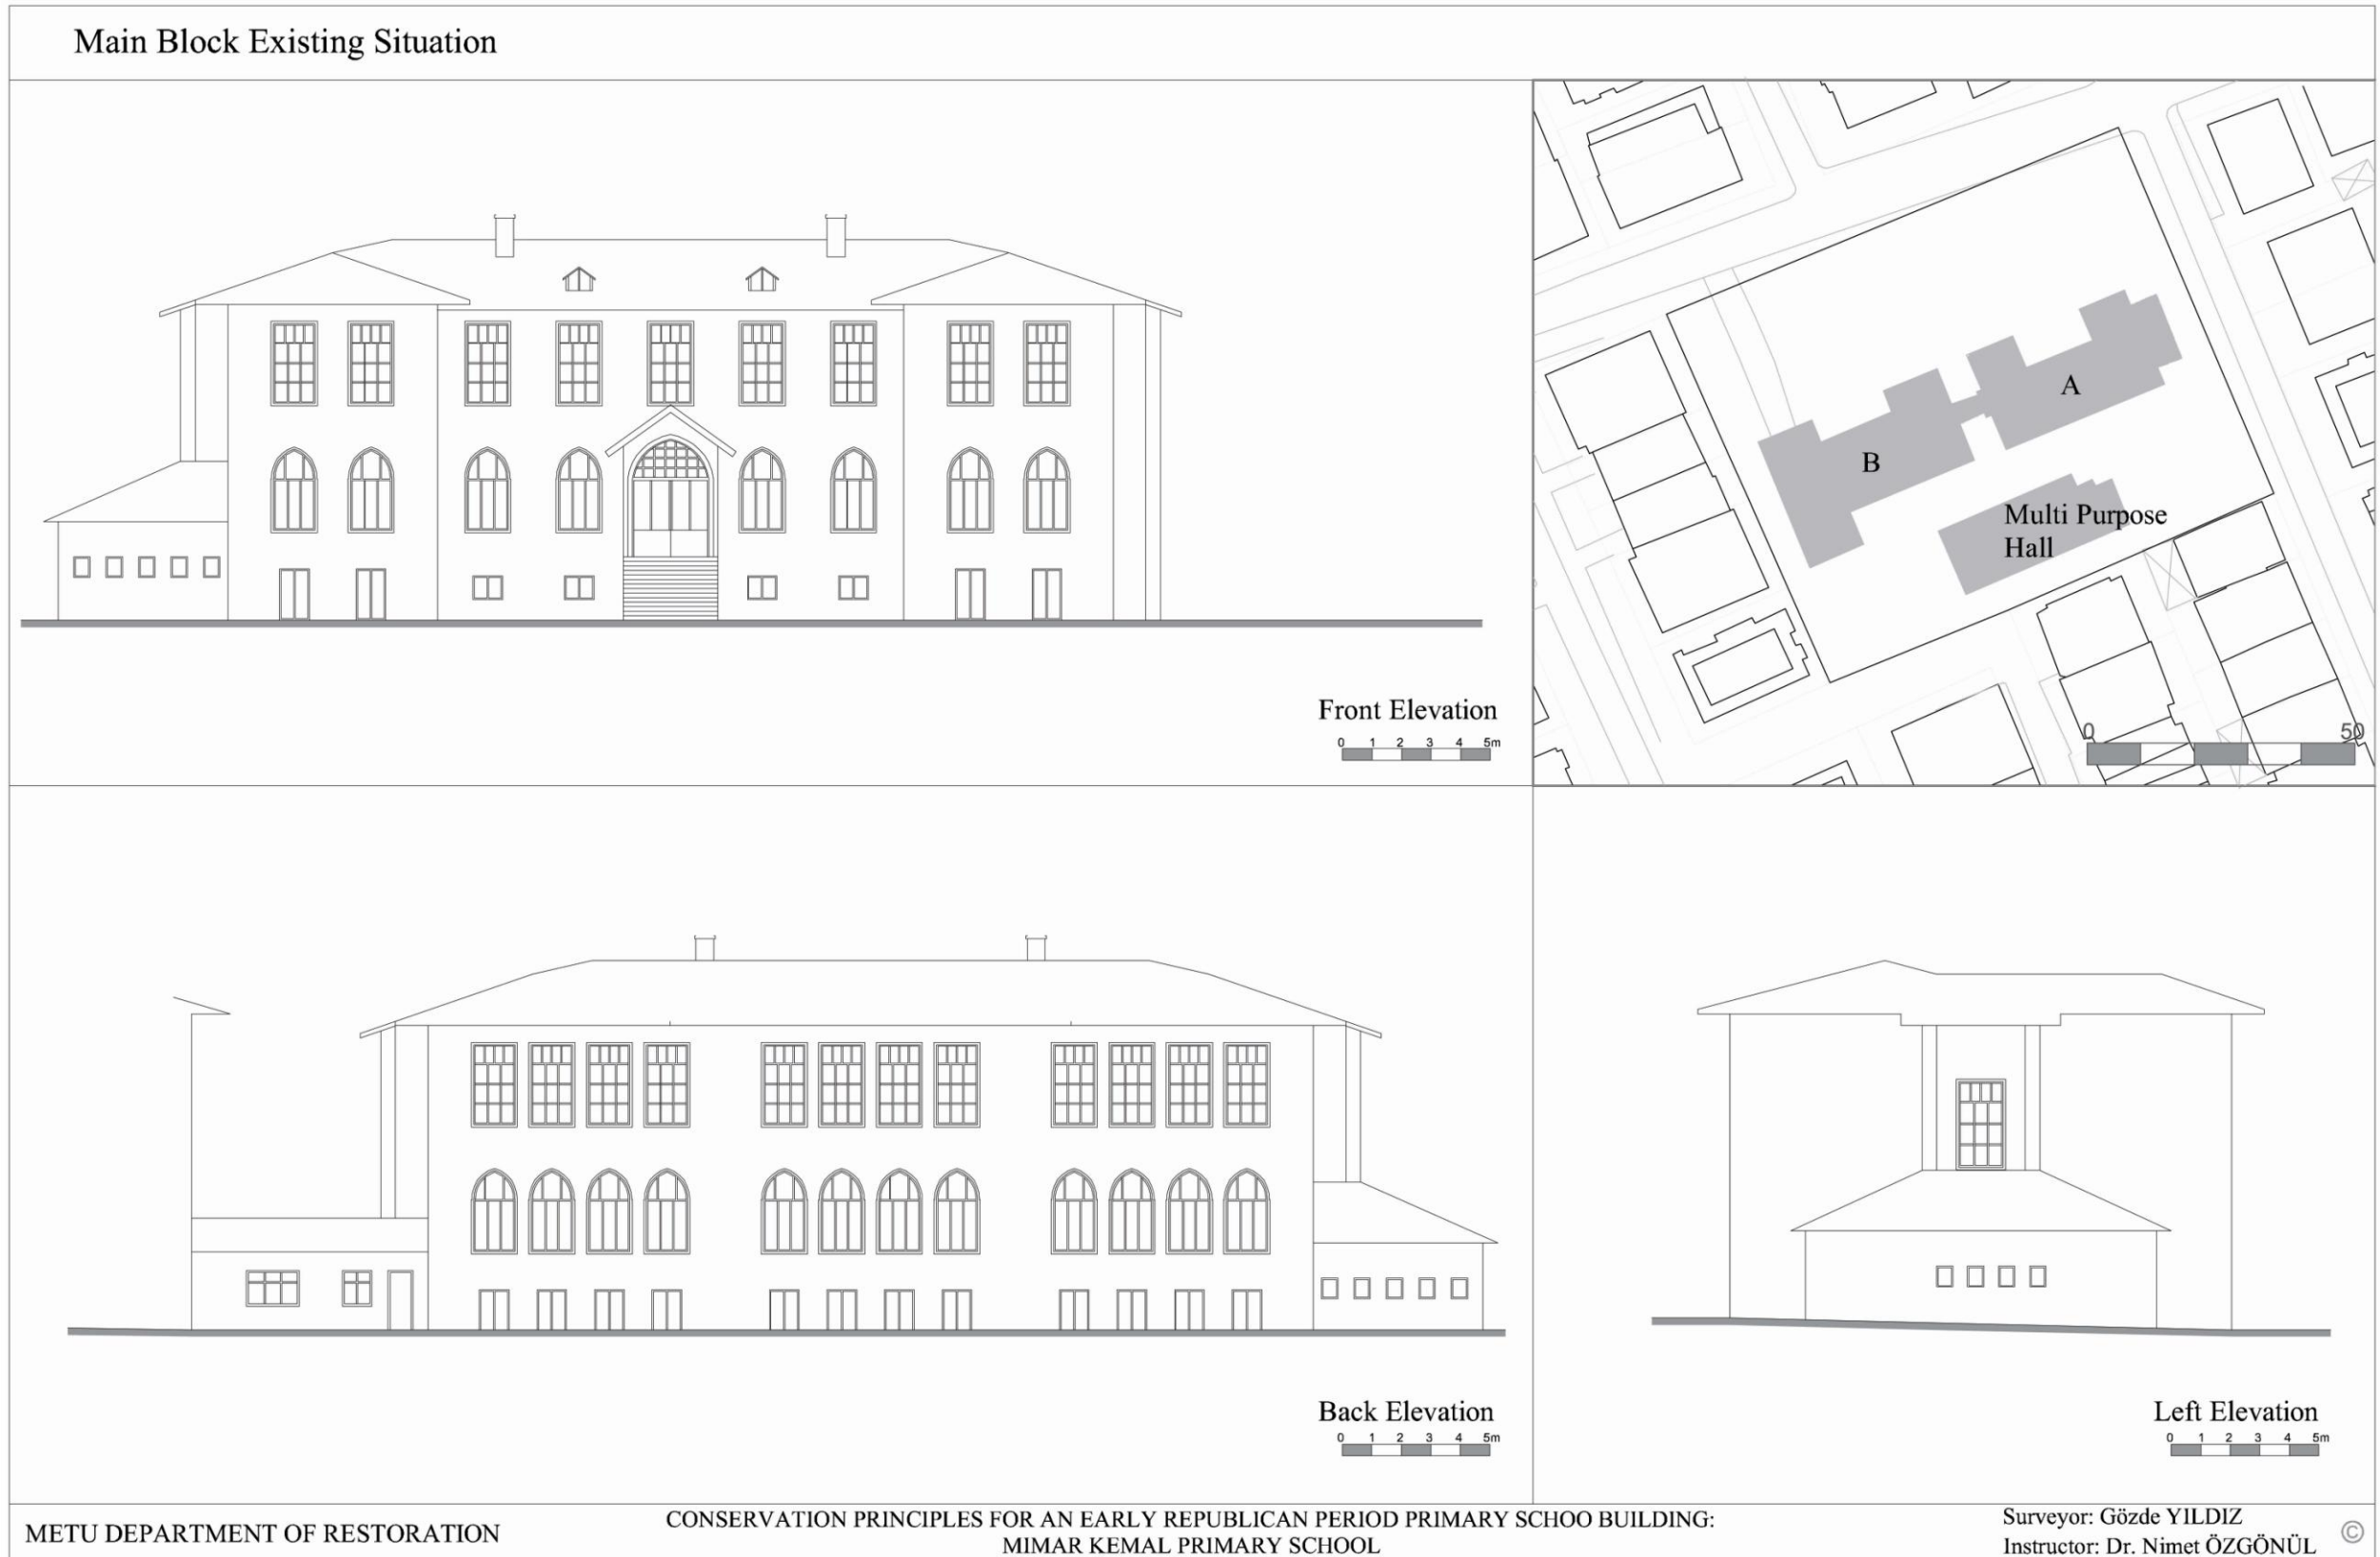 Main Block Existing Situation
A
B
Multi Purpose
Hall
0 50
Front Elevation
0 1 2 3 4 5m
Back Elevation
0 1 2 3 4 5m
Left Elevation
0 1 2 3 4 5m
METU DEPARTMENT OF RESTORATION
CONSERVATION PRINCIPLES FOR AN EARLY REPUBLICAN PERIOD PRIMARY SCHOO BUILDING:
MIMAR KEMAL PRIMARY SCHOOL
Surveyor: Gözde YILDIZ
Instructor: Dr. Nimet ÖZGÖNÜL
©